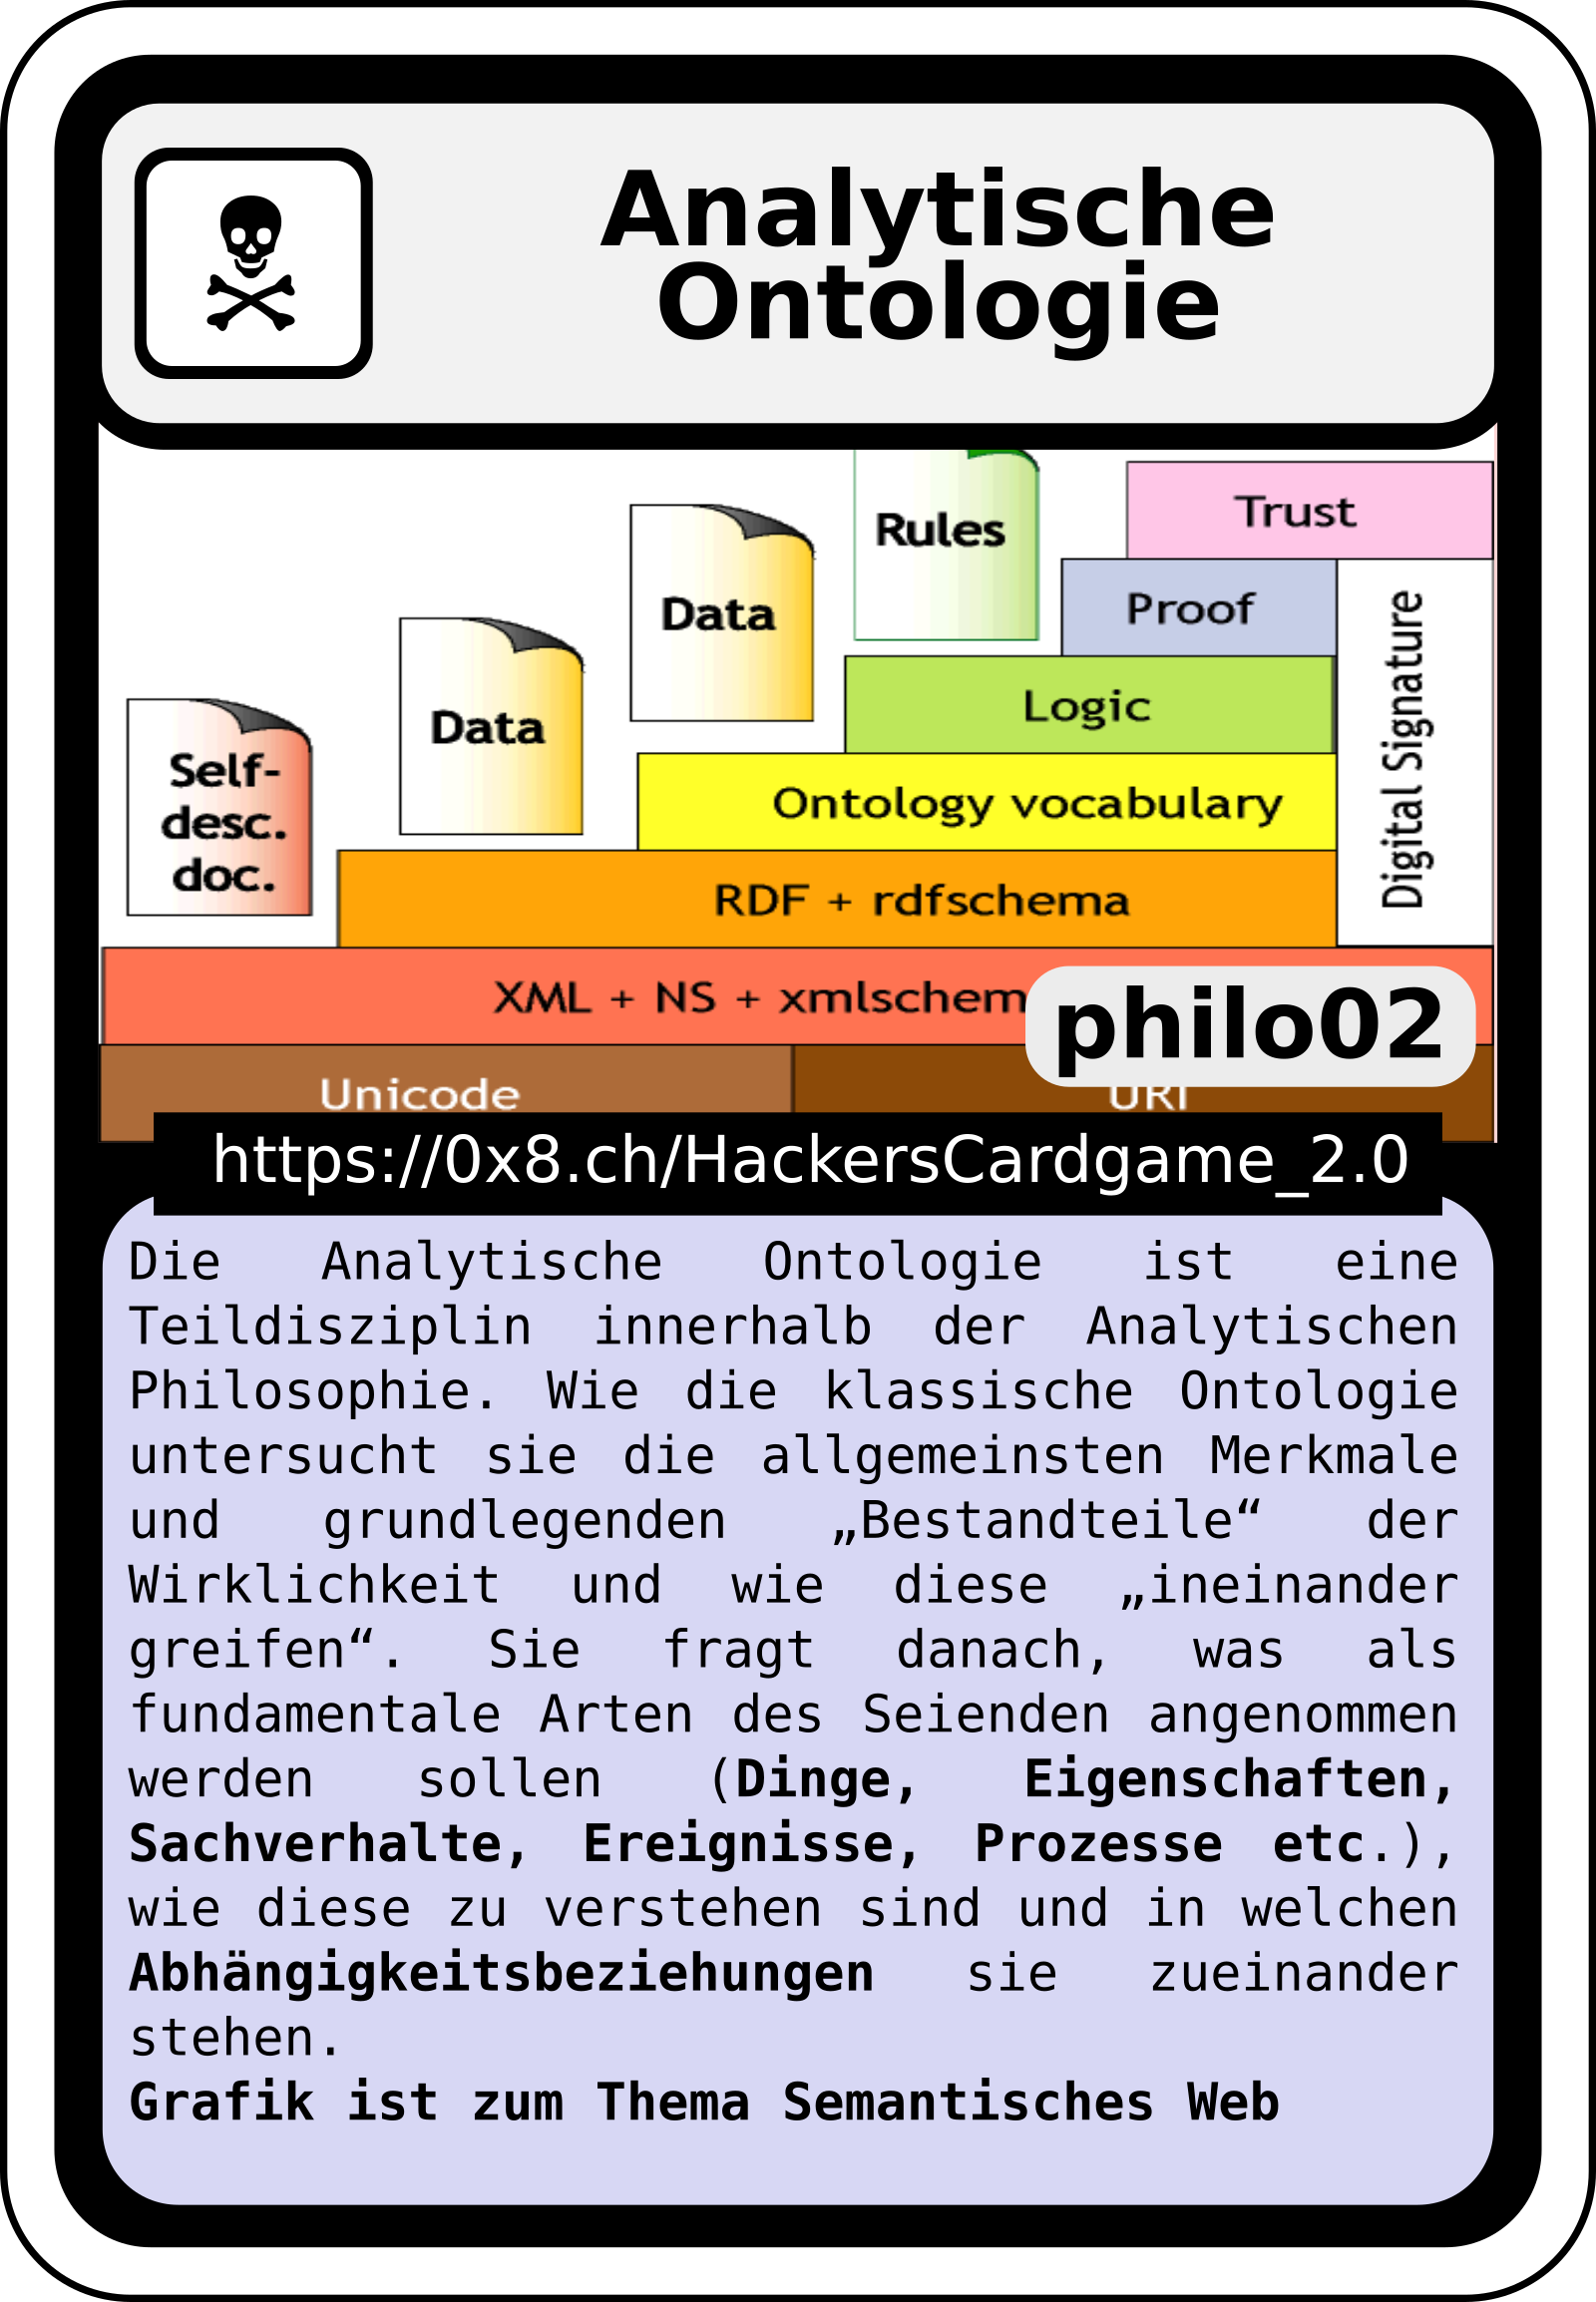 Analytische
Ontologie
Rules
Trust
Data
Proof
Data
Logic
Self-
desc.
doc.
Ontology vocabulary
Digital Signature
RDF + rdfschema
XML + NS + xmlschem
philo02
Unicode
URI
https://0x8.ch/HackersCardgame_2.0
Die Analytische Ontologie ist eine
Teildisziplin innerhalb der Analytischen
Philosophie. Wie die klassische Ontologie
untersucht sie die allgemeinsten Merkmale
und grundlegenden „Bestandteile“ der
Wirklichkeit und wie diese „ineinander
greifen“. Sie fragt danach, was als
fundamentale Arten des Seienden angenommen
werden sollen (Dinge, Eigenschaften,
Sachverhalte, Ereignisse, Prozesse etc.),
wie diese zu verstehen sind und in welchen
Abhängigkeitsbeziehungen sie zueinander
stehen.
Grafik ist zum Thema Semantisches Web